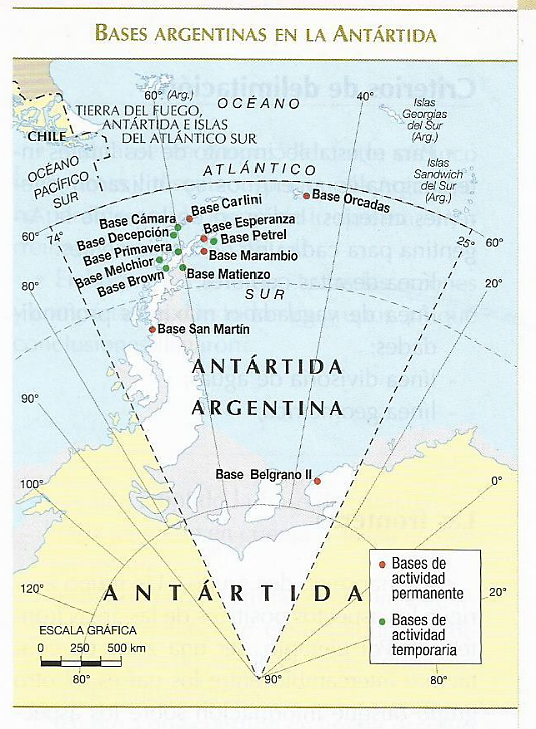 BASES ARGENTINAS EN LA ANTÁRTIDA
60° (Arg.)
OCÉANO
40°
TIERRA DEL FUEGO,
ANTÁRTIDA E ISLAS
DEL ATLÁNTICO SUR
Islas
Georgias
del Sur
(Arg.)
CHILE
OCÉANO
PACÍFICO
SUR
ATLÁNTICO
Islas
Sandwich
del Sur
(Arg.)
Base Orcadas
Base Carlini
Base Cámara
Base Esperanza
Base Decepción
Base Petrel
60°
74°
25°
60°
Base Primavera
Base Marambio
Base Melchior
Base Matienzo
Base Brown
80°
20°
SUR
Base San Martín
ANTÁRTIDA
ARGENTINA
90°
Base Belgrano II
100°
0°
120°
ANTÁRTIDA
20°
Bases de
actividad
permanente
Bases de
actividad
temporaria
ESCALA GRÁFICA
0 250 500 km
80°
90°
80°